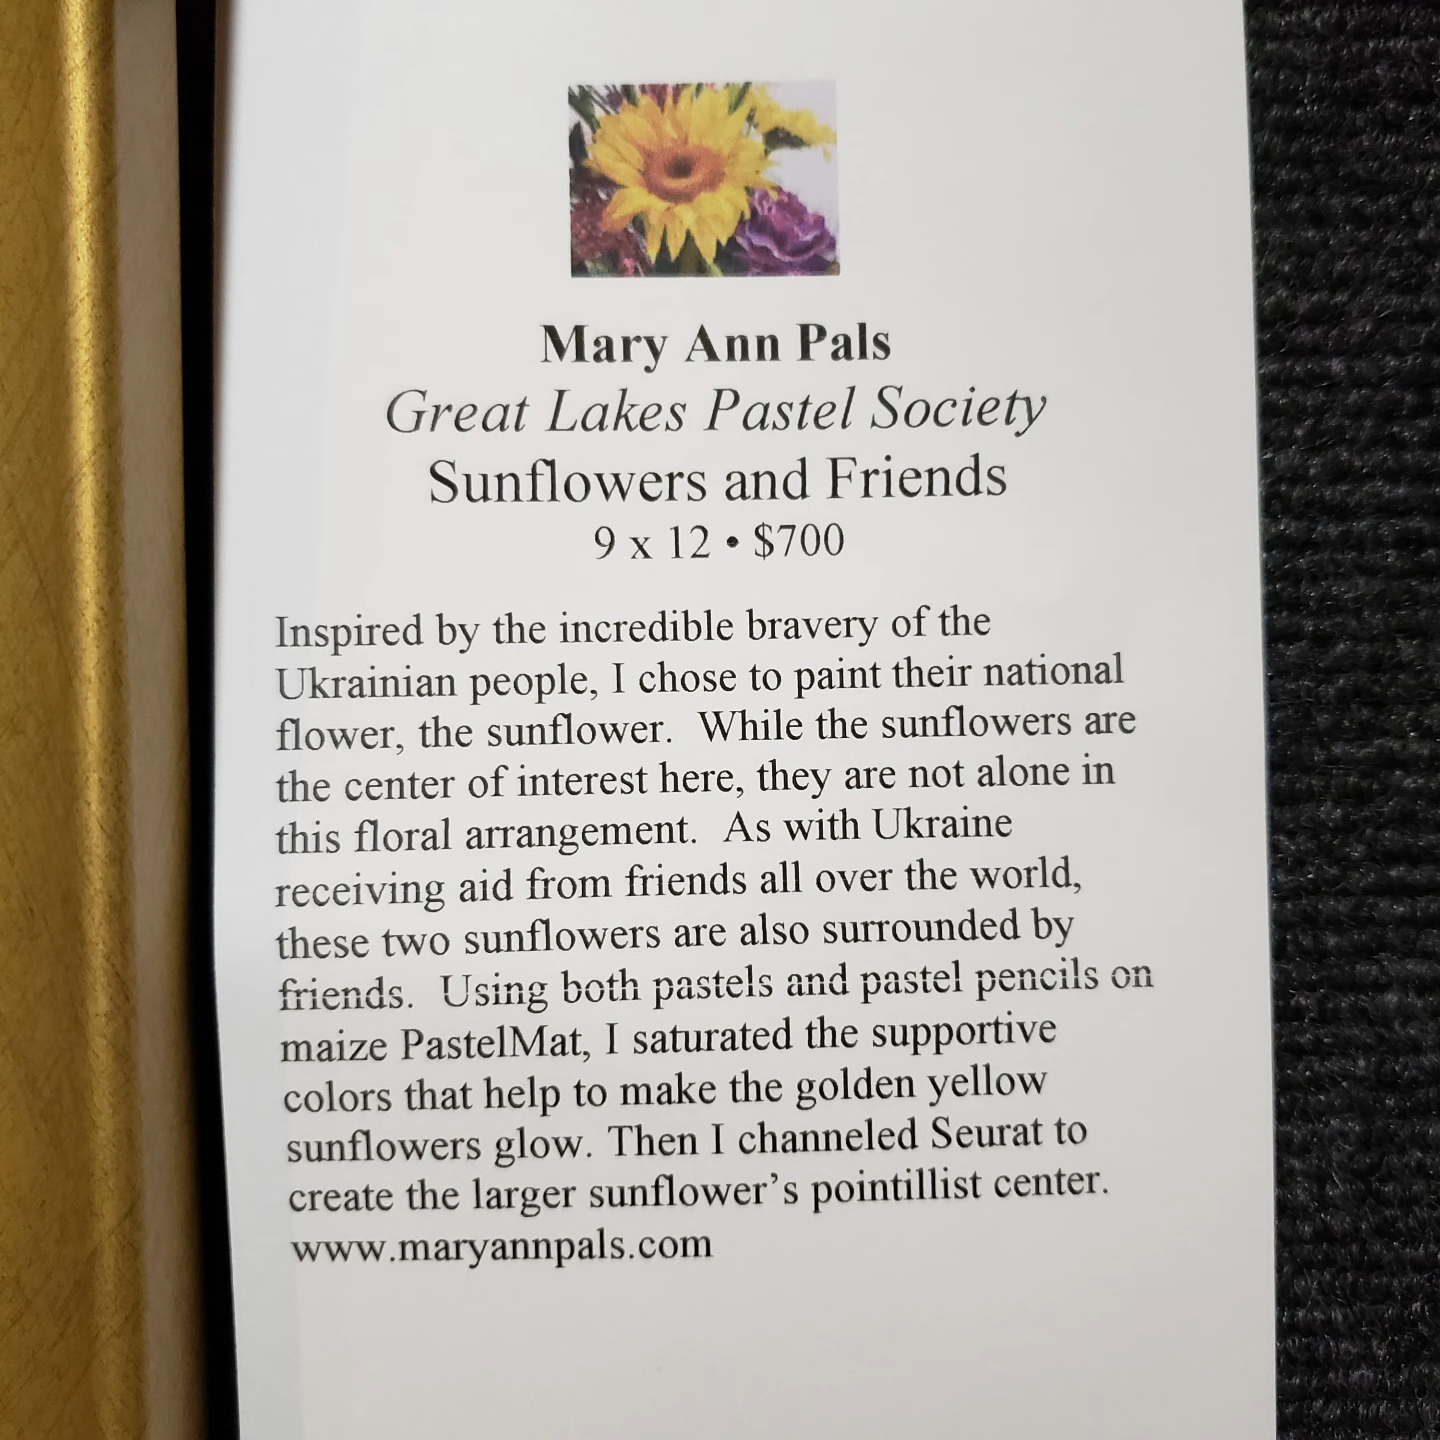 Mary Ann Pals
Great Lakes Pastel Society
Sunflowers and Friends
9 x 12 • $700
Inspired by the incredible bravery of the
Ukrainian people, I chose to paint their national
flower, the sunflower.  While the sunflowers are
the center of interest here, they are not alone in
this floral arrangement.  As with Ukraine
receiving aid from friends all over the world,
these two sunflowers are also surrounded by
friends.  Using both pastels and pastel pencils on
maize PastelMat, I saturated the supportive
colors that help to make the golden yellow
sunflowers glow. Then I channeled Seurat to
create the larger sunflower’s pointillist center.
www.maryannpals.com